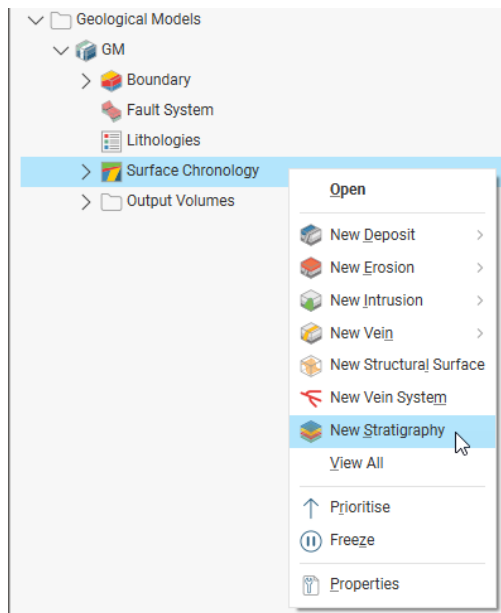 Geological Models
GM
Boundary
Fault System
Lithologies
Surface Chronology
Output Volumes
Open
New Deposit
New Erosion
New Intrusion
New Vein
New Structural Surface
New Vein System
New Stratigraphy
View All
Prioritise
Freeze
Properties